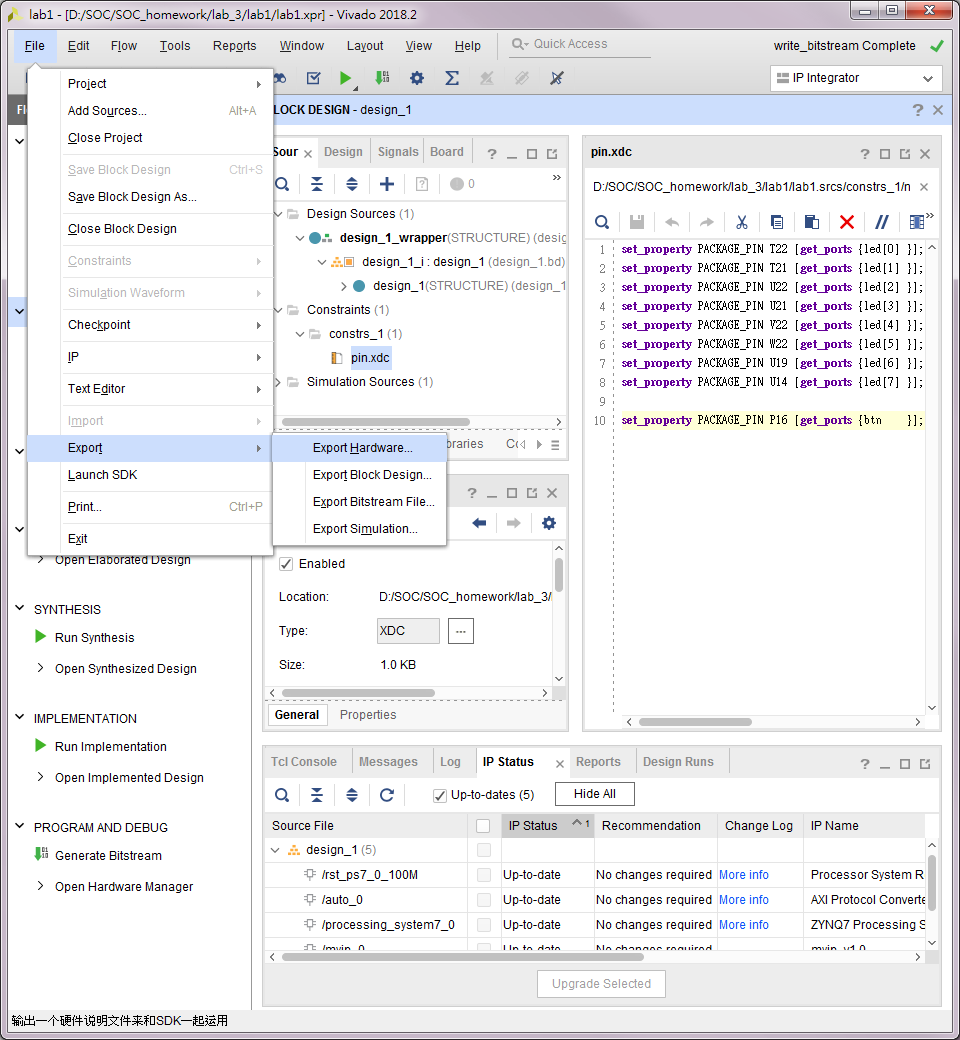 lab1 - [D:/SOC/SOC_homework/lab_3/lab1/lab1.xpr] - Vivado 2018.2
File Edit Flow Tools Reports Window Layout View Help Quick Access write_bitstream Complete
IP Integrator
Project
Add Sources... Alt+A
Close Project
Save Block Design Ctrl+S
Save Block Design As...
Close Block Design
Constraints
Simulation Waveform
Checkpoint
IP
Text Editor
Import
Export
Launch SDK
Print... Ctrl+P
Exit
Export Hardware...
Export Block Design...
Export Bitstream File...
Export Simulation...
Open Elaborated Design
SYNTHESIS
Run Synthesis
Open Synthesized Design
IMPLEMENTATION
Run Implementation
Open Implemented Design
PROGRAM AND DEBUG
Generate Bitstream
Open Hardware Manager
LOCK DESIGN - design_1
Sour Design Signals Board
0
Design Sources (1)
design_1_wrapper(STRUCTURE) (desig
design_1_i : design_1 (design_1.bd)
design_1(STRUCTURE) (design_1
Constraints (1)
constrs_1 (1)
pin.xdc
Simulation Sources (1)
braries
Enabled
Location: D:/SOC/SOC_homework/lab_3/
Type: XDC ...
Size: 1.0 KB
General Properties
pin.xdc
D:/SOC/SOC_homework/lab_3/lab1/lab1.srcs/constrs_1/n
1 set_property PACKAGE_PIN T22 [get_ports {led[0] }];
2 set_property PACKAGE_PIN T21 [get_ports {led[1] }];
3 set_property PACKAGE_PIN U22 [get_ports {led[2] }];
4 set_property PACKAGE_PIN U21 [get_ports {led[3] }];
5 set_property PACKAGE_PIN V22 [get_ports {led[4] }];
6 set_property PACKAGE_PIN W22 [get_ports {led[5] }];
7 set_property PACKAGE_PIN U19 [get_ports {led[6] }];
8 set_property PACKAGE_PIN U14 [get_ports {led[7] }];
9
10 set_property PACKAGE_PIN P16 [get_ports {btn }];
Tcl Console Messages Log IP Status Reports Design Runs
Up-to-dates (5) Hide All
Source File IP Status 1 Recommendation Change Log IP Name
design_1 (5)
/rst_ps7_0_100M Up-to-date No changes required More info Processor System R
/auto_0 Up-to-date No changes required More info AXI Protocol Converte
/processing_system7_0 Up-to-date No changes required More info ZYNQ7 Processing S
/myip_0 Up-to-date No changes required myip_v1.0
Upgrade Selected
输出一个硬件说明文件来和SDK一起运用